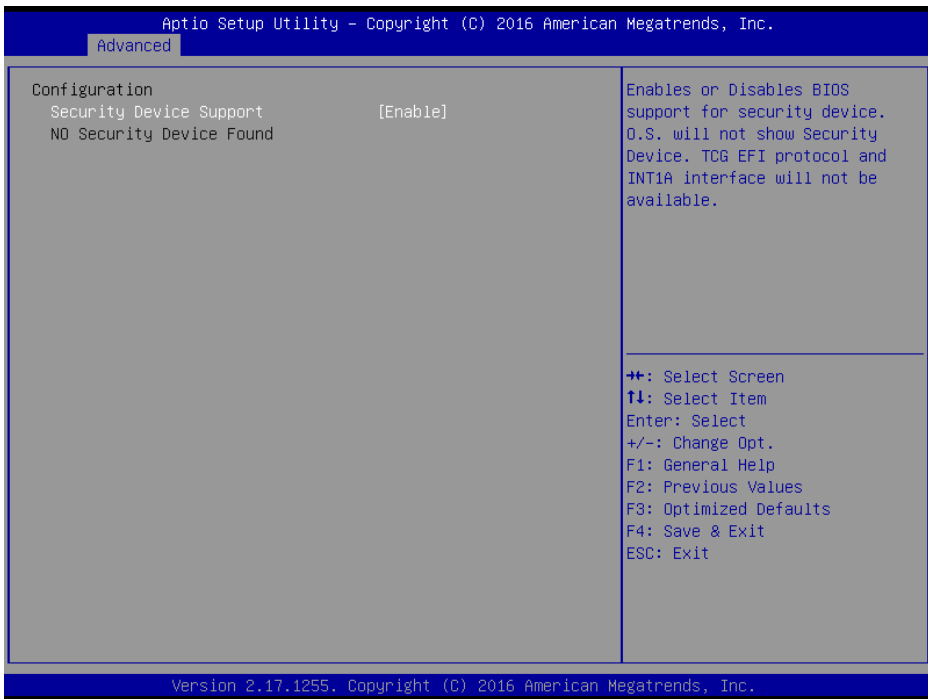 Aptio Setup Utility – Copyright (C) 2016 American Megatrends, Inc.
Advanced
Configuration
Security Device Support [Enable]
NO Security Device Found
Enables or Disables BIOS
support for security device.
O.S. will not show Security
Device. TCG EFI protocol and
INT1A interface will not be
available.
→←: Select Screen
↑↓: Select Item
Enter: Select
+/-: Change Opt.
F1: General Help
F2: Previous Values
F3: Optimized Defaults
F4: Save & Exit
ESC: Exit
Version 2.17.1255. Copyright (C) 2016 American Megatrends, Inc.